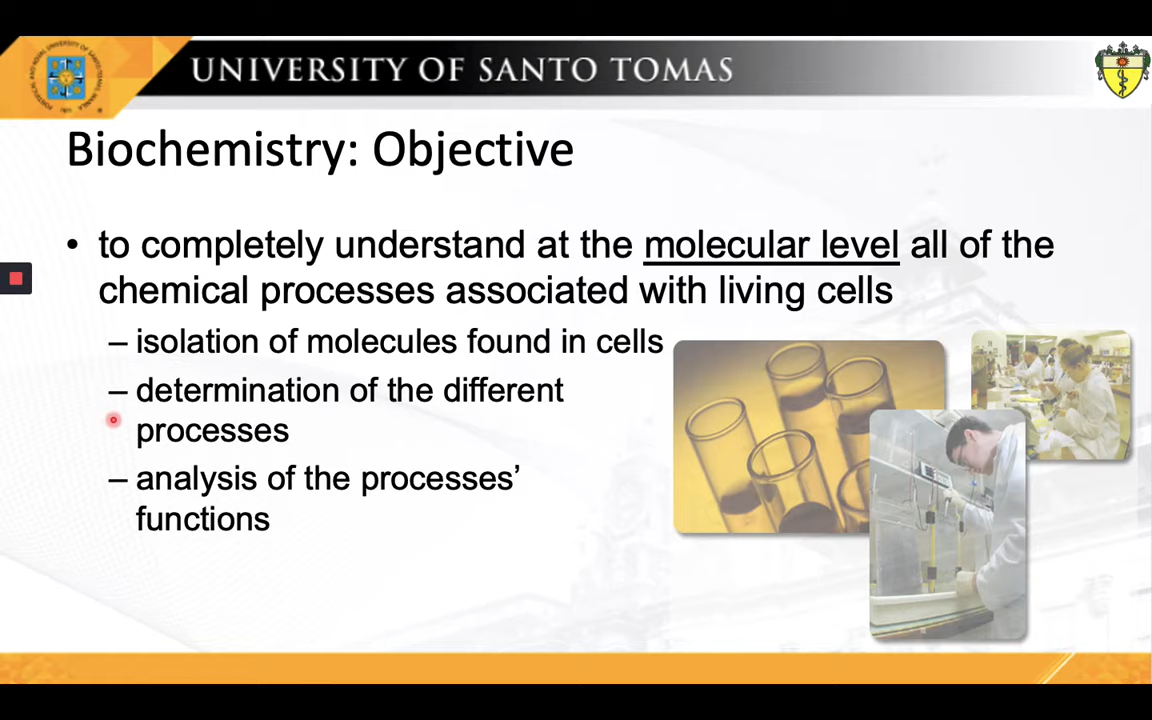 UNIVERSITY OF SANTO TOMAS
Biochemistry: Objective
• to completely understand at the molecular level all of the
chemical processes associated with living cells
– isolation of molecules found in cells
– determination of the different
processes
– analysis of the processes’
functions